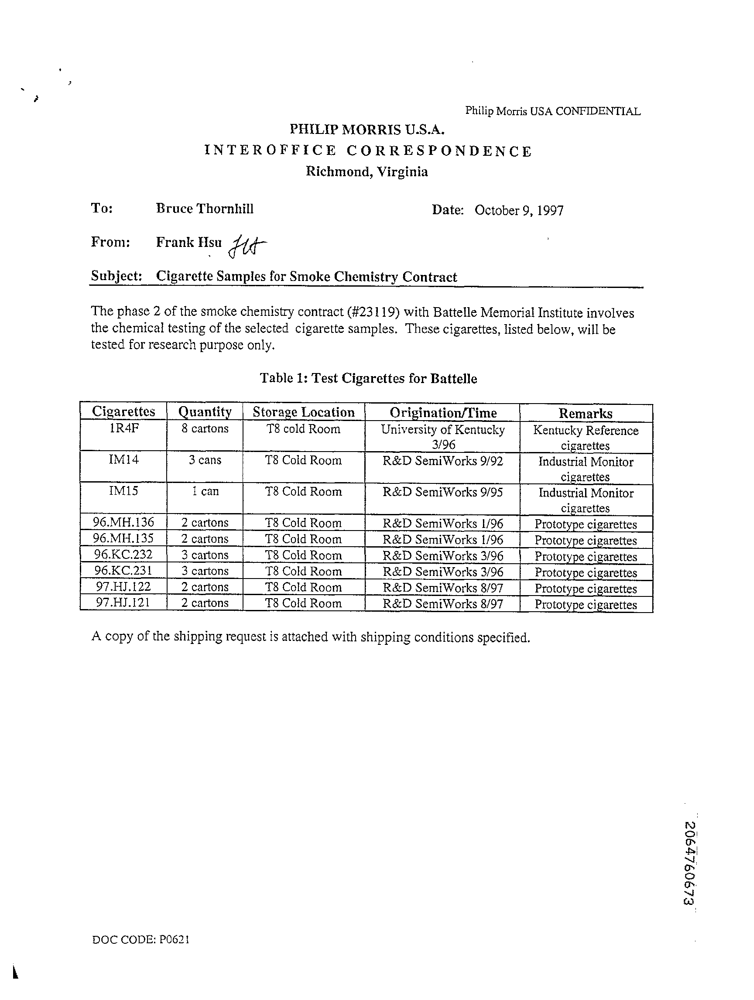 Philip Morris USA CONFIDENTIAL
PHILIP MORRIS U.S.A.
INTEROFFICE CORRESPONDENCE
Richmond, Virginia
To: Bruce Thornhill Date: October 9, 1997
From: Frank Hsu
Subject: Cigarette Samples for Smoke Chemistry Contract
The phase 2 of the smoke chemistry contract (#23119) with Battelle Memorial Institute involves
the chemical testing of the selected cigarette samples. These cigarettes, listed below, will be
tested for research purpose only.
Table 1: Test Cigarettes for Battelle
Cigarettes Quantity Storage Location Origination/Time Remarks
1R4F 8 cartons T8 cold Room University of Kentucky Kentucky Reference
3/96 cigarettes
IM14 3 cans T8 Cold Room R&D SemiWorks 9/92 Industrial Monitor
cigarettes
IM15 1 can T8 Cold Room R&D SemiWorks 9/95 Industrial Monitor
cigarettes
96.MH.136 2 cartons T8 Cold Room R&D SemiWorks 1/96 Prototype cigarettes
96.MH.135 2 cartons T8 Cold Room R&D SemiWorks 1/96 Prototype cigarettes
96.KC.232 3 cartons T8 Cold Room R&D SemiWorks 3/96 Prototype cigarettes
96.KC.231 3 cartons T8 Cold Room R&D SemiWorks 3/96 Prototype cigarettes
97.HJ.122 2 cartons T8 Cold Room R&D SemiWorks 8/97 Prototype cigarettes
97.HJ.121 2 cartons T8 Cold Room R&D SemiWorks 8/97 Prototype cigarettes
A copy of the shipping request is attached with shipping conditions specified.
2064760673
DOC CODE: P0621